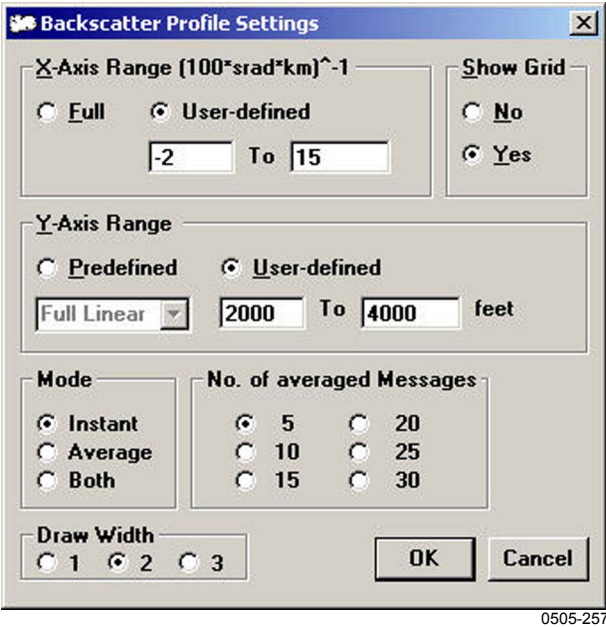 Backscatter Profile Settings
X-Axis Range (100*srad*km)^-1
Full
User-defined
-2 To 15
Show Grid
No
Yes
Y-Axis Range
Predefined
User-defined
Full Linear
2000 To 4000 feet
Mode
Instant
Average
Both
No. of averaged Messages
5 20
10 25
15 30
Draw Width
1 2 3
OK
Cancel
0505-257